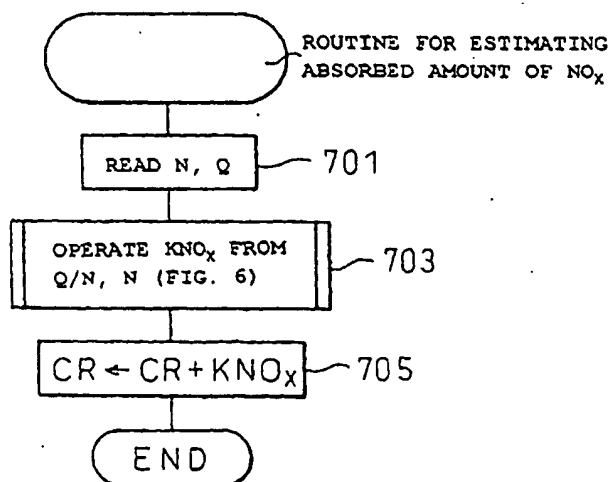 ROUTINE FOR ESTIMATING
ABSORBED AMOUNT OF NOx
READ N, Q
701
OPERATE KNOx FROM
Q/N, N (FIG. 6)
703
CR ← CR + KNOx
705
END